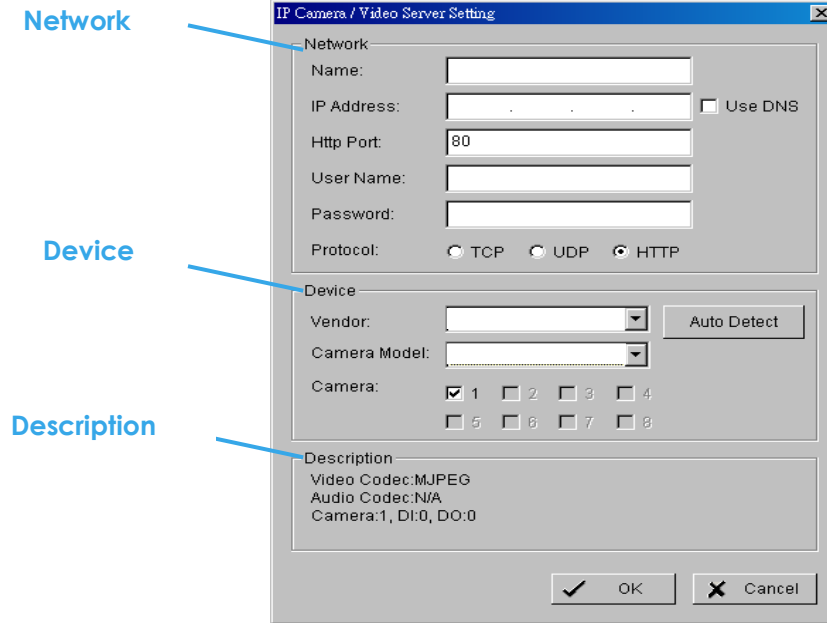 IP Camera / Video Server Setting
Network
Network
Name:
IP Address: . . . Use DNS
Http Port: 80
User Name:
Password:
Protocol: TCP UDP HTTP
Device
Device
Vendor: Auto Detect
Camera Model:
Camera: 1 2 3 4
5 6 7 8
Description
Description
Video Codec:MJPEG
Audio Codec:N/A
Camera:1, DI:0, DO:0
OK Cancel